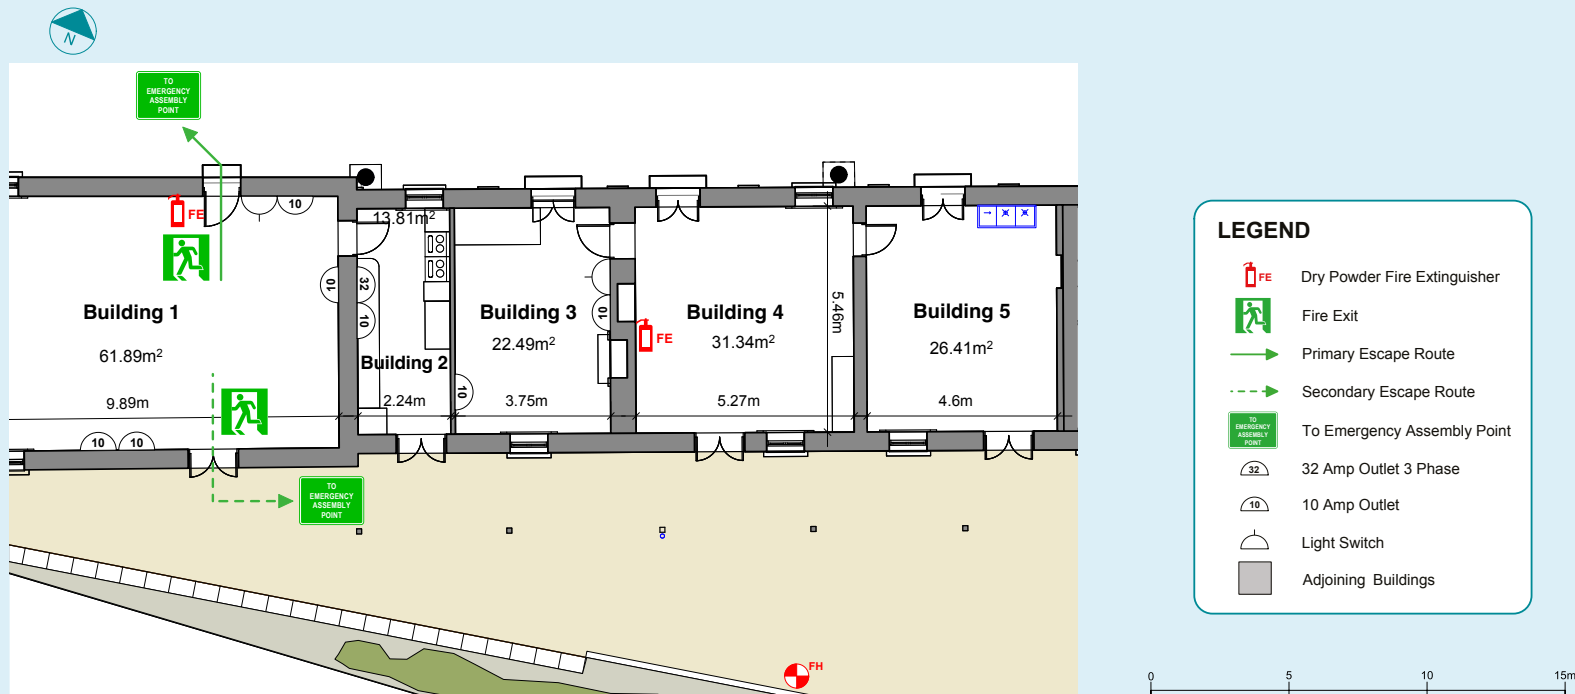 N
TO
EMERGENCY
ASSEMBLY
POINT
FE
10
13.81m²
10
32
10
Building 1
61.89m²
9.89m
10
10
Building 2
2.24m
Building 3
22.49m²
10
10
3.75m
FE
Building 4
31.34m²
5.46m
5.27m
Building 5
26.41m²
4.6m
TO
EMERGENCY
ASSEMBLY
POINT
FH
LEGEND
FE Dry Powder Fire Extinguisher
Fire Exit
Primary Escape Route
Secondary Escape Route
TO
EMERGENCY
ASSEMBLY
POINT
To Emergency Assembly Point
32 32 Amp Outlet 3 Phase
10 10 Amp Outlet
Light Switch
Adjoining Buildings
0 5 10 15m